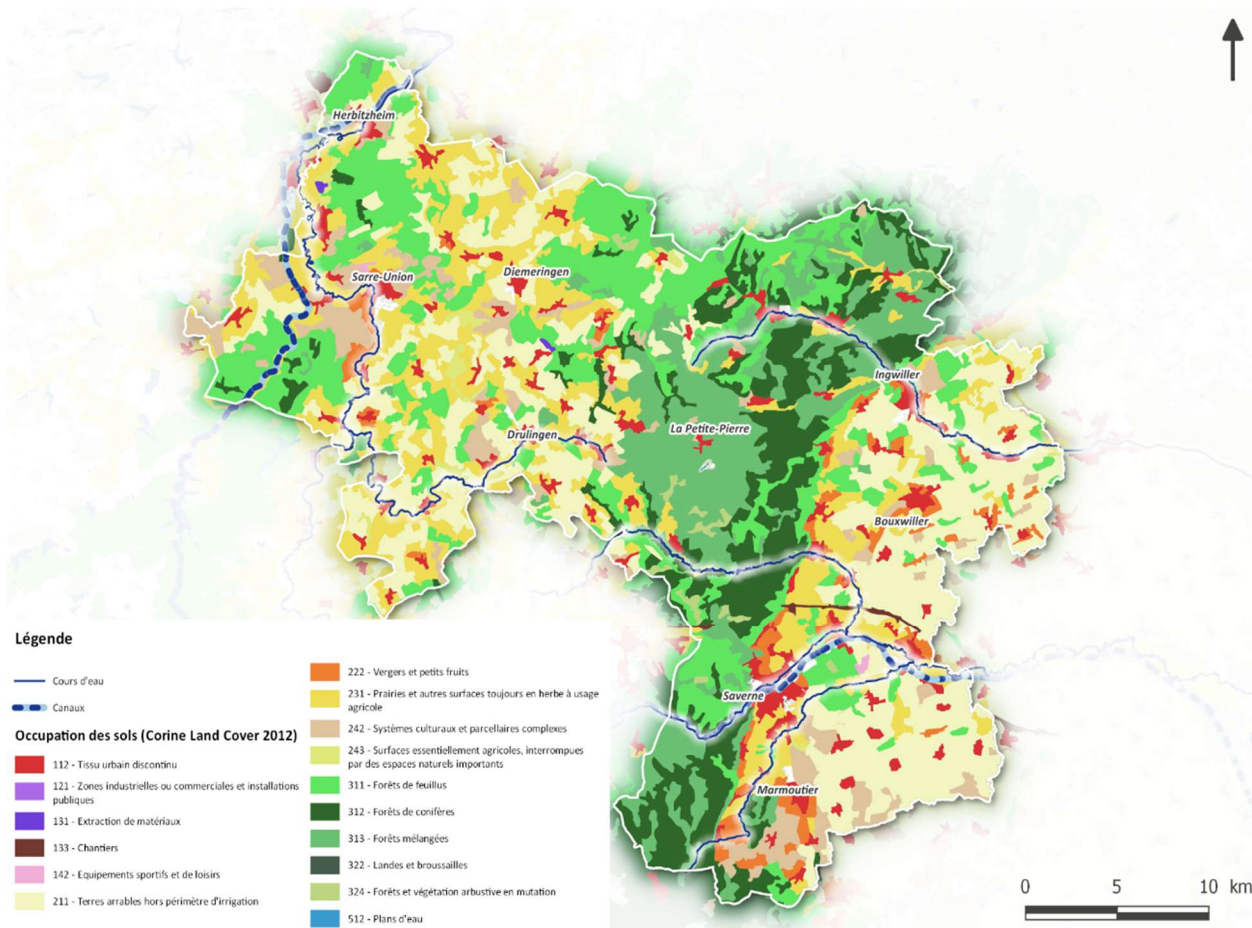 Herbitzheim
Sarre-Union
Diemeringen
Ingwiller
La Petite-Pierre
Drulingen
Bouxwiller
Saverne
Marmoutier
Légende
Cours d'eau
Canaux
Occupation des sols (Corine Land Cover 2012)
112 - Tissu urbain discontinu
121 - Zones industrielles ou commerciales et installations
publiques
131 - Extraction de matériaux
133 - Chantiers
142 - Equipements sportifs et de loisirs
211 - Terres arrables hors périmètre d'irrigation
222 - Vergers et petits fruits
231 - Prairies et autres surfaces toujours en herbe à usage
agricole
242 - Systèmes culturaux et parcellaires complexes
243 - Surfaces essentiellement agricoles, interrompues
par des espaces naturels importants
311 - Forêts de feuillus
312 - Forêts de conifères
313 - Forêts mélangées
322 - Landes et broussailles
324 - Forêts et végétation arbustive en mutation
512 - Plans d'eau
0 5 10 km